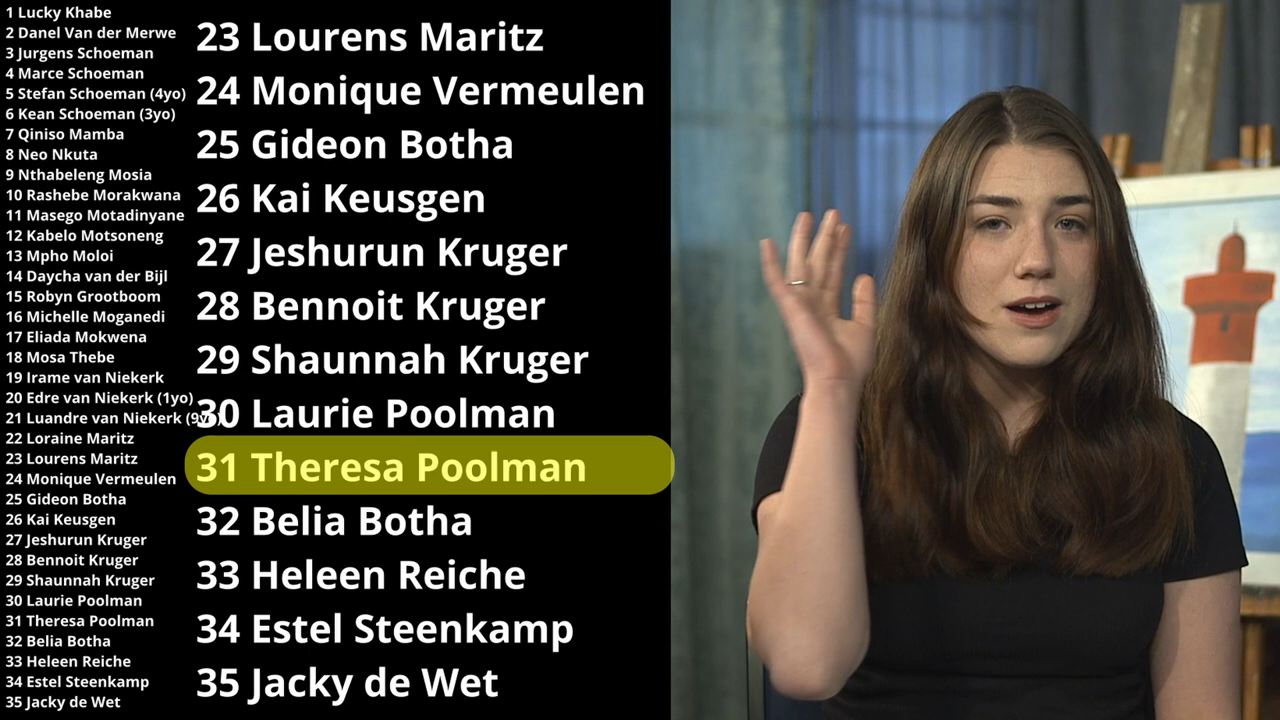 1 Lucky Khabe
2 Danel Van der Merwe
3 Jurgens Schoeman
4 Marce Schoeman
5 Stefan Schoeman (4yo)
6 Kean Schoeman (3yo)
7 Qiniso Mamba
8 Neo Nkuta
9 Nthabeleng Mosia
10 Rashebe Morakwana
11 Masego Motadinyane
12 Kabelo Motsoneng
13 Mpho Moloi
14 Daycha van der Bijl
15 Robyn Grootboom
16 Michelle Moganedi
17 Eliada Mokwena
18 Mosa Thebe
19 Irame van Niekerk
20 Edre van Niekerk (1yo)
21 Luandre van Niekerk (9yo)
22 Loraine Maritz
23 Lourens Maritz
24 Monique Vermeulen
25 Gideon Botha
26 Kai Keusgen
27 Jeshurun Kruger
28 Bennoit Kruger
29 Shaunnah Kruger
30 Laurie Poolman
31 Theresa Poolman
32 Belia Botha
33 Heleen Reiche
34 Estel Steenkamp
35 Jacky de Wet
23 Lourens Maritz
24 Monique Vermeulen
25 Gideon Botha
26 Kai Keusgen
27 Jeshurun Kruger
28 Bennoit Kruger
29 Shaunnah Kruger
30 Laurie Poolman
31 Theresa Poolman
32 Belia Botha
33 Heleen Reiche
34 Estel Steenkamp
35 Jacky de Wet